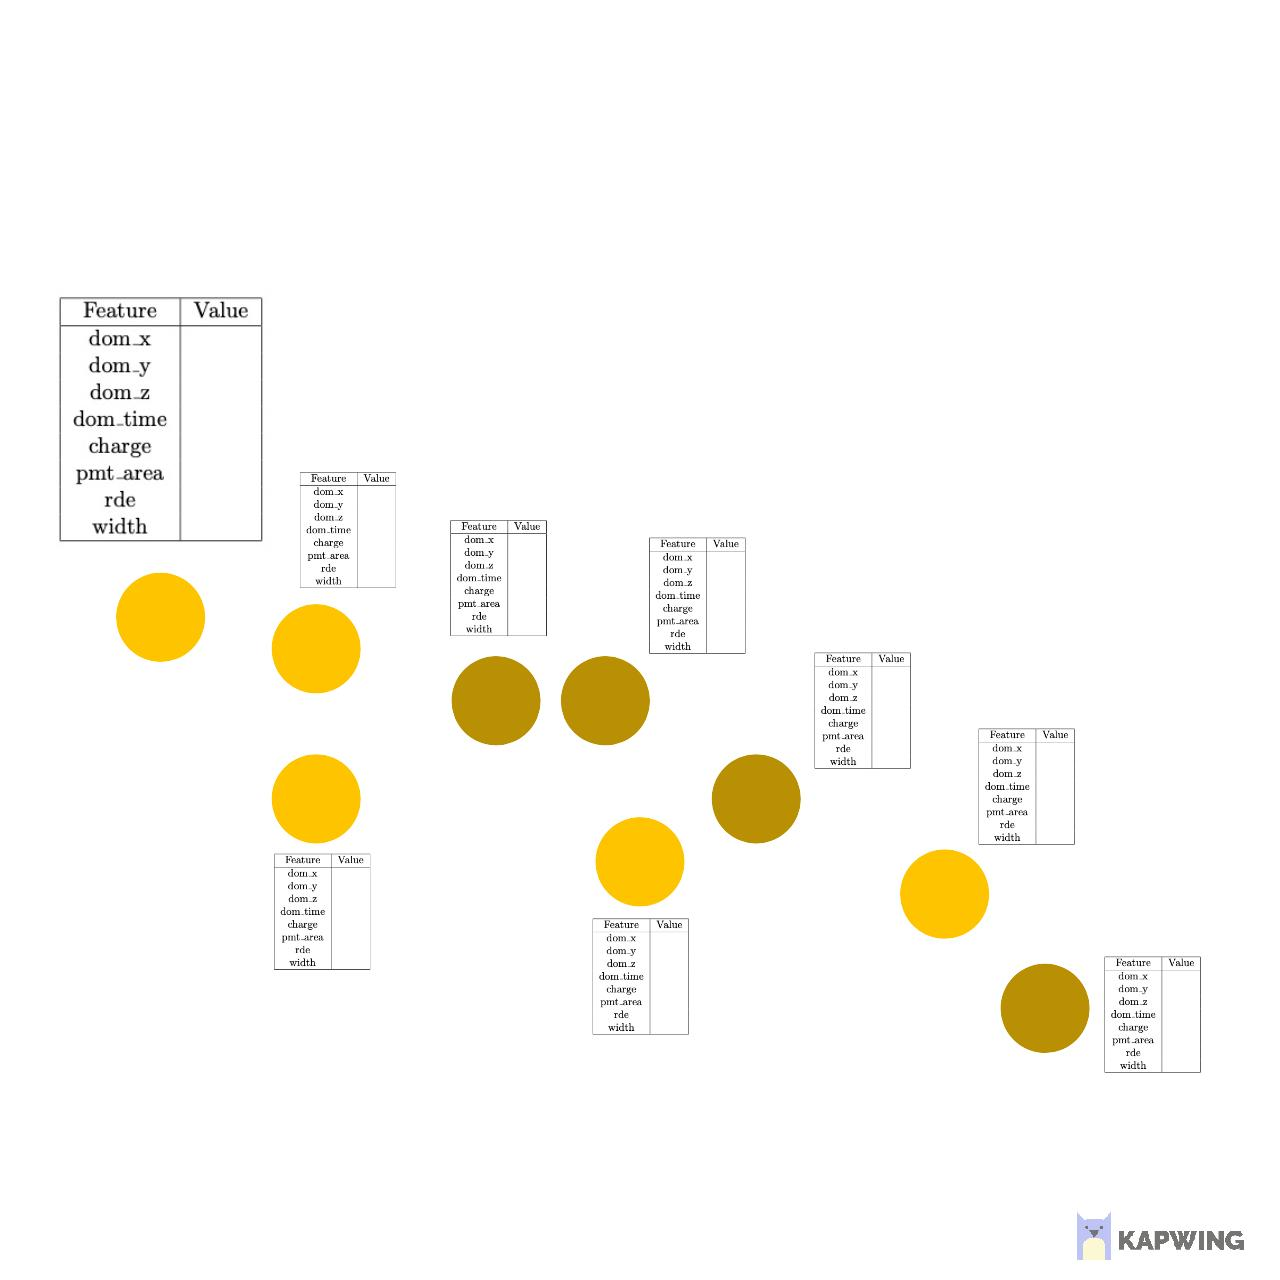 Feature Value
dom_x
dom_y
dom_z
dom_time
charge
pmt_area
rde
width
Feature Value
dom_x
dom_y
dom_z
dom_time
charge
pmt_area
rde
width
Feature Value
dom_x
dom_y
dom_z
dom_time
charge
pmt_area
rde
width
Feature Value
dom_x
dom_y
dom_z
dom_time
charge
pmt_area
rde
width
Feature Value
dom_x
dom_y
dom_z
dom_time
charge
pmt_area
rde
width
Feature Value
dom_x
dom_y
dom_z
dom_time
charge
pmt_area
rde
width
Feature Value
dom_x
dom_y
dom_z
dom_time
charge
pmt_area
rde
width
Feature Value
dom_x
dom_y
dom_z
dom_time
charge
pmt_area
rde
width
Feature Value
dom_x
dom_y
dom_z
dom_time
charge
pmt_area
rde
width
KAPWING